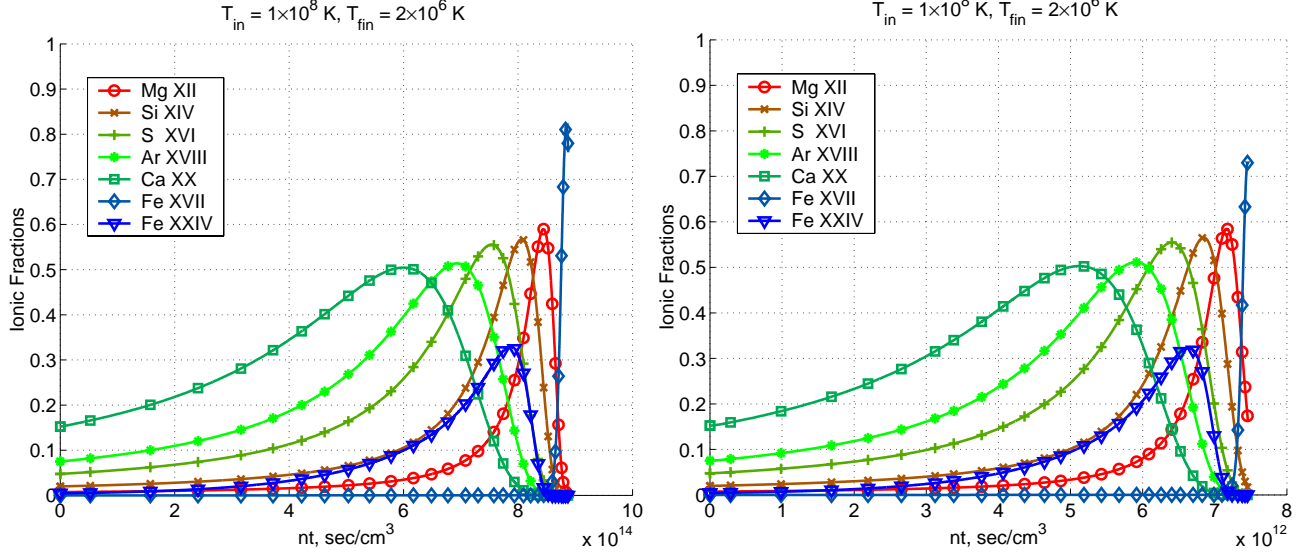 T_in = 1×10^8 K, T_fin = 2×10^6 K
1
0.9
0.8
0.7
0.6
0.5
0.4
0.3
0.2
0.1
0
Ionic Fractions
Mg XII
Si XIV
S XVI
Ar XVIII
Ca XX
Fe XVII
Fe XXIV
0 2 4 6 8 10
nt, sec/cm^3
x 10^14
T_in = 1×10 K, T_fin = 2×10 K
1
0.9
0.8
0.7
0.6
0.5
0.4
0.3
0.2
0.1
0
Ionic Fractions
Mg XII
Si XIV
S XVI
Ar XVIII
Ca XX
Fe XVII
Fe XXIV
0 1 2 3 4 5 6 7 8
nt, sec/cm^3
x 10^12